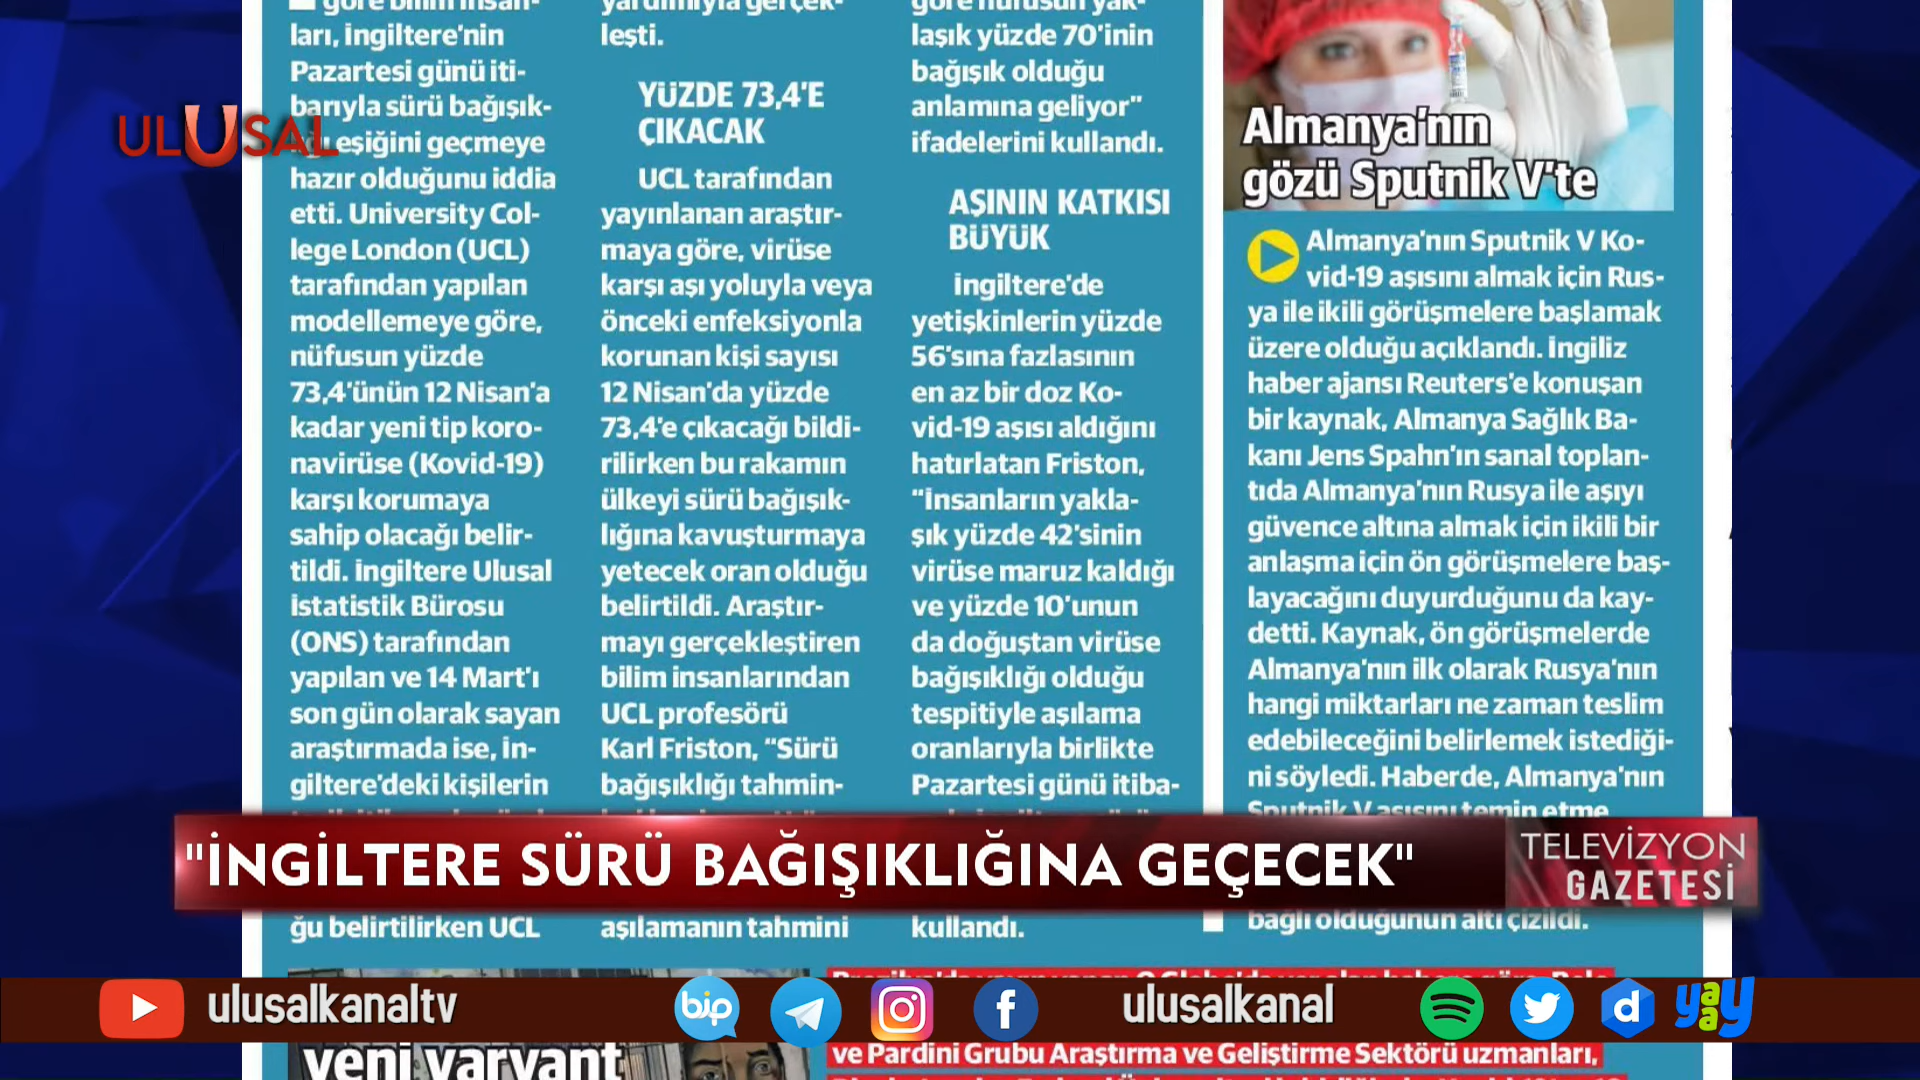 göre bilim insan-
ları, İngiltere'nin
Pazartesi günü iti-
barıyla sürü bağışık-
eşiğini geçmeye
hazır olduğunu iddia
etti. University Col-
lege London (UCL)
tarafından yapılan
modellemeye göre,
nüfusun yüzde
73,4'ünün 12 Nisan'a
kadar yeni tip koro-
navirüse (Kovid-19)
karşı korumaya
sahip olacağı belir-
tildi. İngiltere Ulusal
İstatistik Bürosu
(ONS) tarafından
yapılan ve 14 Mart'ı
son gün olarak sayan
araştırmada ise, İn-
giltere'deki kişilerin
ğu belirtilirken UCL
yardımıyla gerçek-
leşti.
YÜZDE 73,4'E
ÇIKACAK
UCL tarafından
yayınlanan araştır-
maya göre, virüse
karşı aşı yoluyla veya
önceki enfeksiyonla
korunan kişi sayısı
12 Nisan'da yüzde
73,4'e çıkacağı bildi-
rilirken bu rakamın
ülkeyi sürü bağışık-
lığına kavuşturmaya
yetecek oran olduğu
belirtildi. Araştır-
mayı gerçekleştiren
bilim insanlarından
UCL profesörü
Karl Friston, "Sürü
bağışıklığı tahmin-
aşılamanın tahmini
göre nüfusun yak-
laşık yüzde 70'inin
bağışık olduğu
anlamına geliyor"
ifadelerini kullandı.
AŞININ KATKISI
BÜYÜK
İngiltere'de
yetişkinlerin yüzde
56'sına fazlasının
en az bir doz Ko-
vid-19 aşısı aldığını
hatırlatan Friston,
"İnsanların yakla-
şık yüzde 42'sinin
virüse maruz kaldığı
ve yüzde 10'unun
da doğuştan virüse
bağışıklığı olduğu
tespitiyle aşılama
oranlarıyla birlikte
Pazartesi günü itiba-
kullandı.
Almanya'nın
gözü Sputnik V'te
Almanya'nın Sputnik V Ko-
vid-19 aşısını almak için Rus-
ya ile ikili görüşmelere başlamak
üzere olduğu açıklandı. İngiliz
haber ajansı Reuters'e konuşan
bir kaynak, Almanya Sağlık Ba-
kanı Jens Spahn'ın sanal toplan-
tıda Almanya'nın Rusya ile aşıyı
güvence altına almak için ikili bir
anlaşma için ön görüşmelere baş-
layacağını duyurduğunu da kay-
detti. Kaynak, ön görüşmelerde
Almanya'nın ilk olarak Rusya'nın
hangi miktarları ne zaman teslim
edebileceğini belirlemek istediği-
ni söyledi. Haberde, Almanya'nın
Sputnik V aşısını temin etme
bağlı olduğunun altı çizildi.
ULUSAL
"İNGİLTERE SÜRÜ BAĞIŞIKLIĞINA GEÇECEK"
TELEVİZYON
GAZETESİ
ulusalkanaltv
bip
ulusalkanal
d
yaay
yeni varyant
ve Pardini Grubu Araştırma ve Geliştirme Sektörü uzmanları,